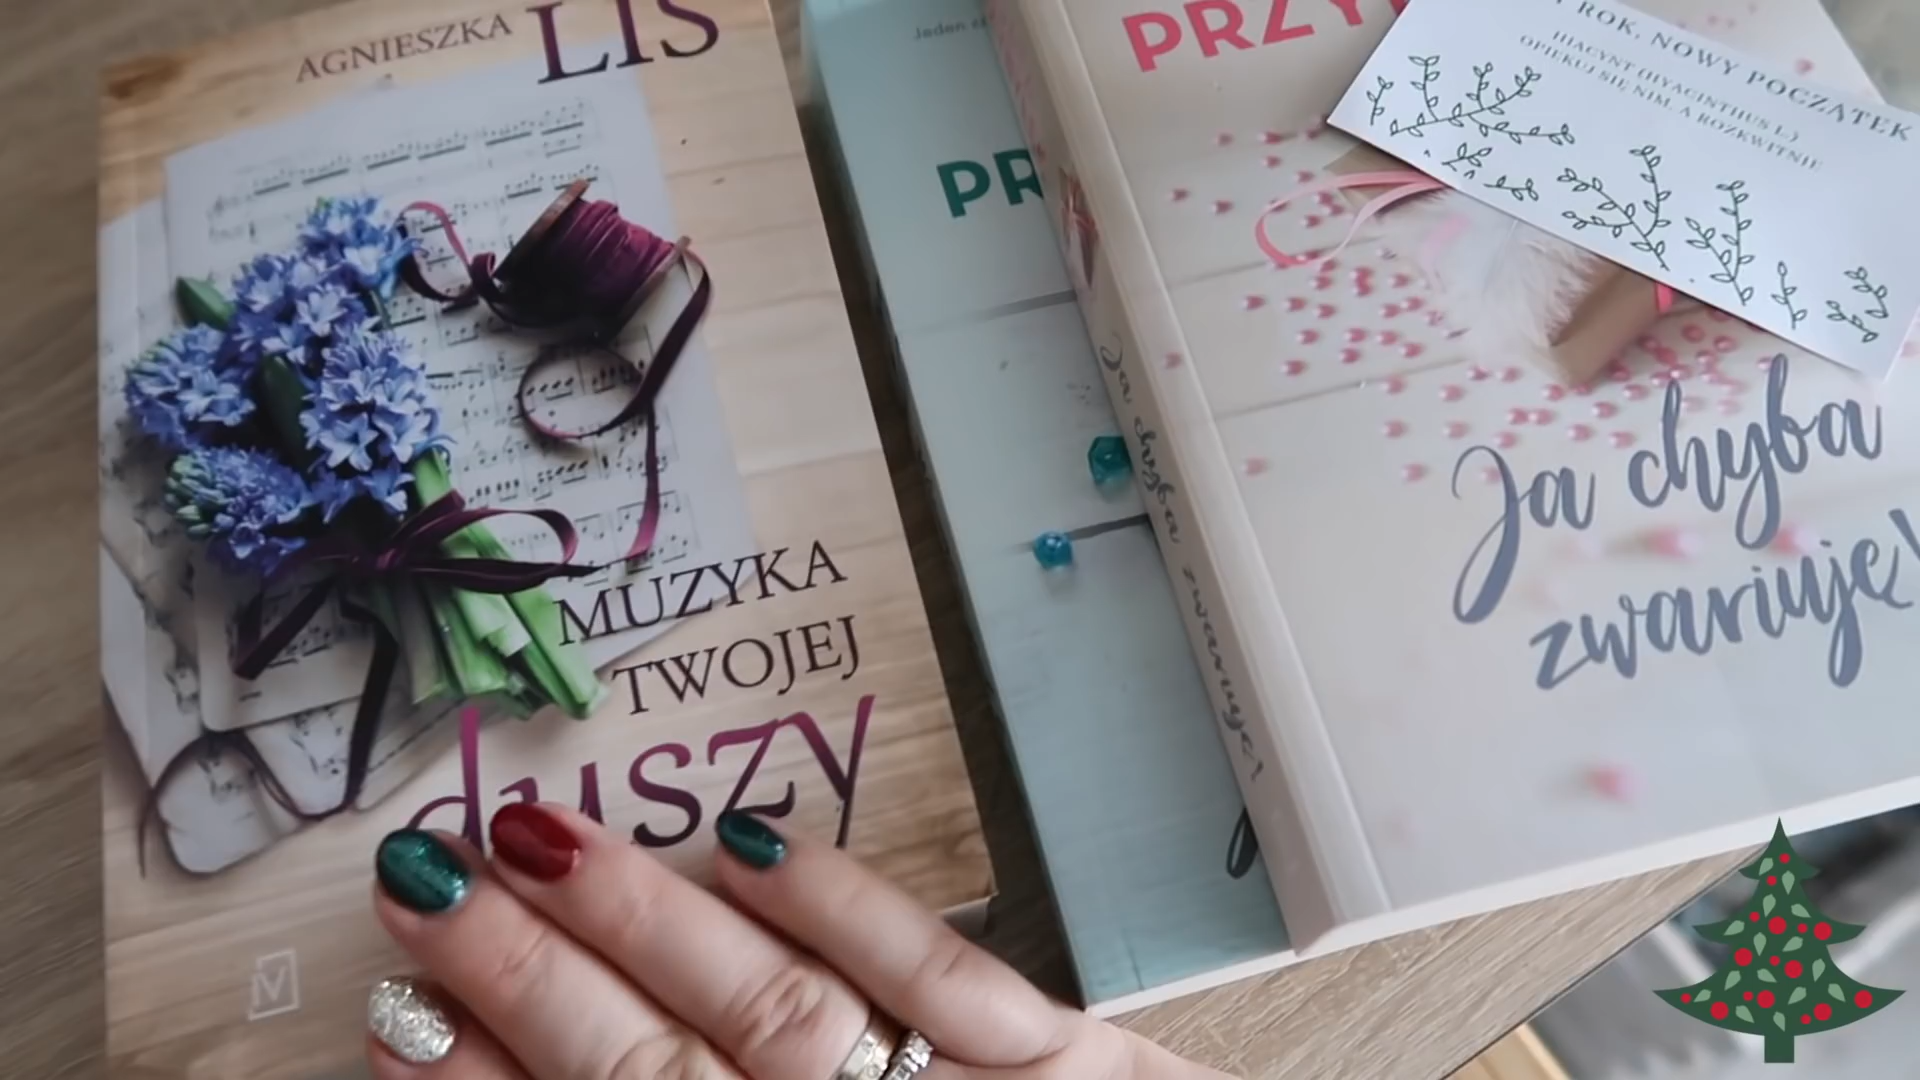 AGNIESZKA LIS
MUZYKA
TWOJEJ
duszy
Jeden
PR
PRZY
Ja chyba zwariuję!
ROK, NOWY POCZĄTEK
HIACYNT (HYACINTHUS L.)
OPIEKUJ SIĘ NIM, A ROZKWITNIE
Ja chyba
zwariuję!